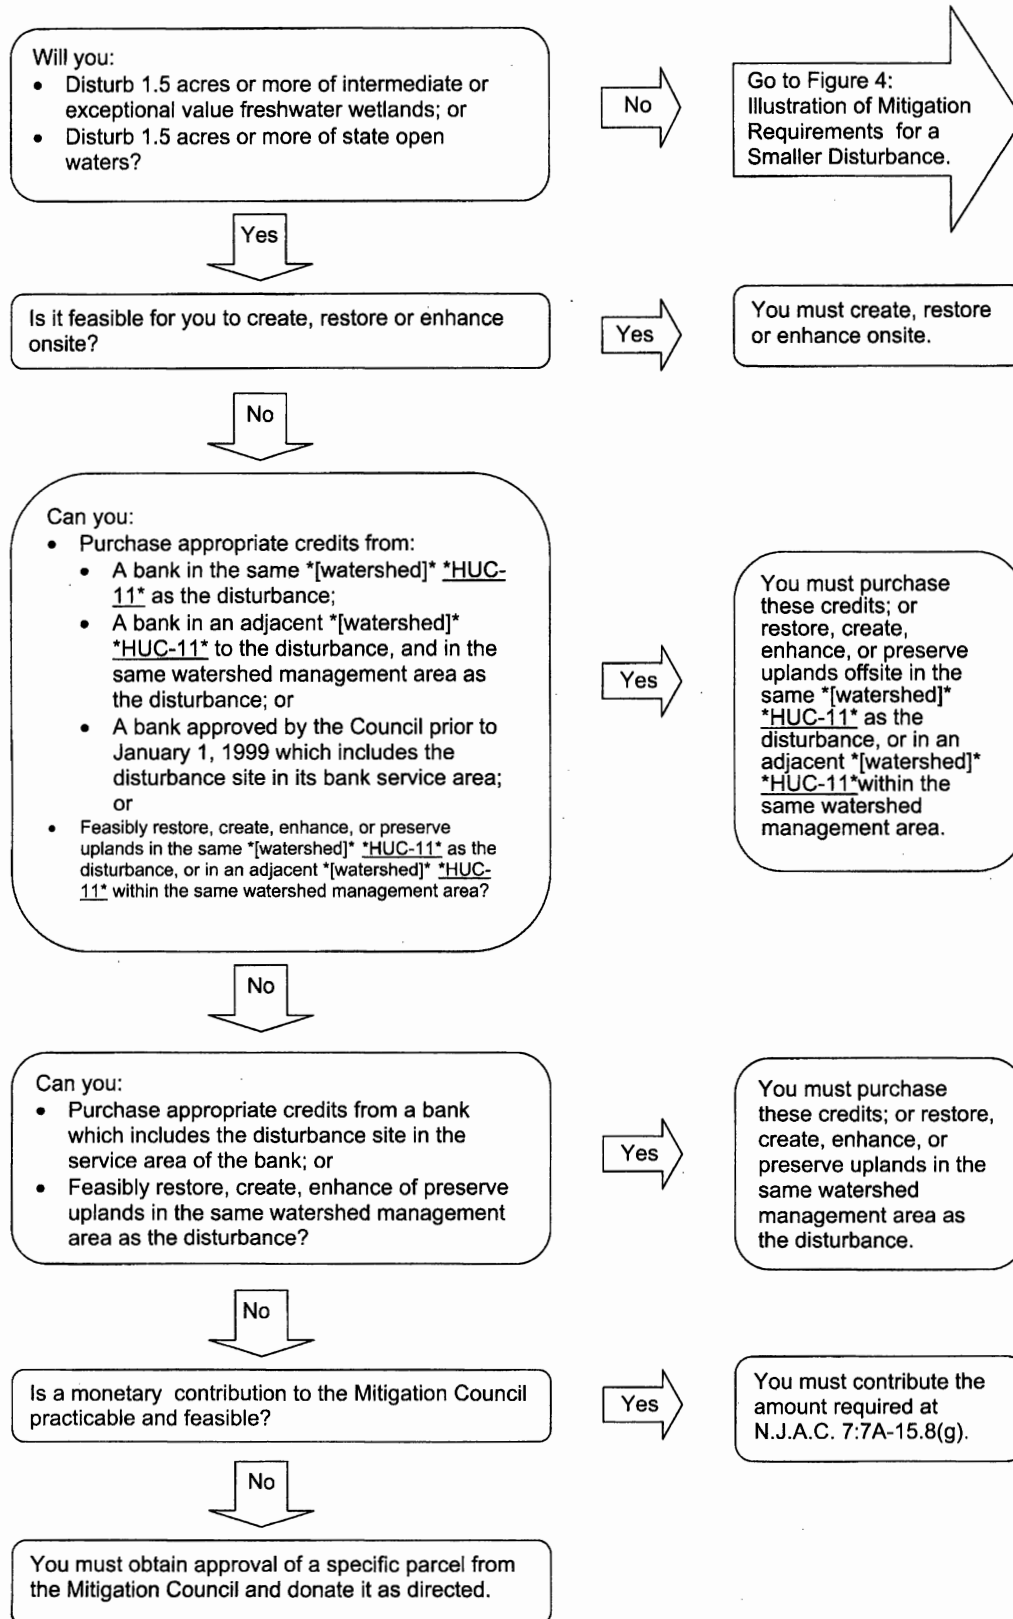 Will you:
• Disturb 1.5 acres or more of intermediate or
exceptional value freshwater wetlands; or
• Disturb 1.5 acres or more of state open
waters?
No
Go to Figure 4:
Illustration of Mitigation
Requirements for a
Smaller Disturbance.
Yes
Is it feasible for you to create, restore or enhance
onsite?
Yes
You must create, restore
or enhance onsite.
No
Can you:
• Purchase appropriate credits from:
• A bank in the same *[watershed]* *HUC-
11* as the disturbance;
• A bank in an adjacent *[watershed]*
*HUC-11* to the disturbance, and in the
same watershed management area as
the disturbance; or
• A bank approved by the Council prior to
January 1, 1999 which includes the
disturbance site in its bank service area;
or
• Feasibly restore, create, enhance, or preserve
uplands in the same *[watershed]* *HUC-11* as the
disturbance, or in an adjacent *[watershed]* *HUC-
11* within the same watershed management area?
Yes
You must purchase
these credits; or
restore, create,
enhance, or preserve
uplands offsite in the
same *[watershed]*
*HUC-11* as the
disturbance, or in an
adjacent *[watershed]*
*HUC-11*within the
same watershed
management area.
No
Can you:
• Purchase appropriate credits from a bank
which includes the disturbance site in the
service area of the bank; or
• Feasibly restore, create, enhance of preserve
uplands in the same watershed management
area as the disturbance?
Yes
You must purchase
these credits; or restore,
create, enhance, or
preserve uplands in the
same watershed
management area as
the disturbance.
No
Is a monetary contribution to the Mitigation Council
practicable and feasible?
Yes
You must contribute the
amount required at
N.J.A.C. 7:7A-15.8(g).
No
You must obtain approval of a specific parcel from
the Mitigation Council and donate it as directed.